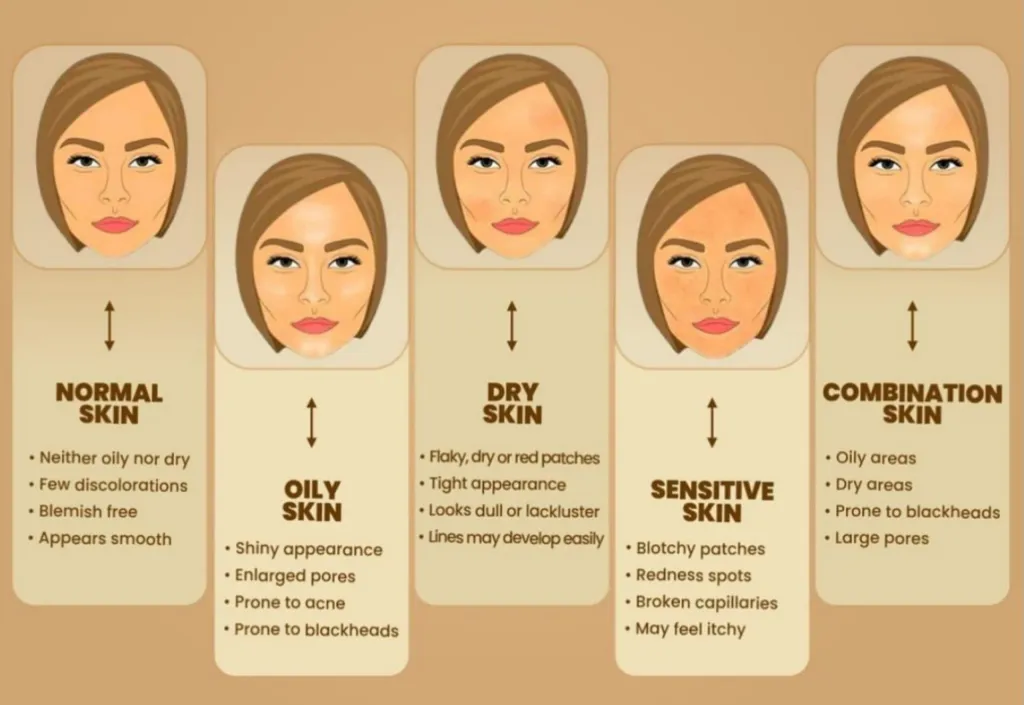 NORMAL
SKIN
• Neither oily nor dry
• Few discolorations
• Blemish free
• Appears smooth
OILY
SKIN
• Shiny appearance
• Enlarged pores
• Prone to acne
• Prone to blackheads
DRY
SKIN
• Flaky, dry or red patches
• Tight appearance
• Looks dull or lackluster
• Lines may develop easily
SENSITIVE
SKIN
• Blotchy patches
• Redness spots
• Broken capillaries
• May feel itchy
COMBINATION
SKIN
• Oily areas
• Dry areas
• Prone to blackheads
• Large pores